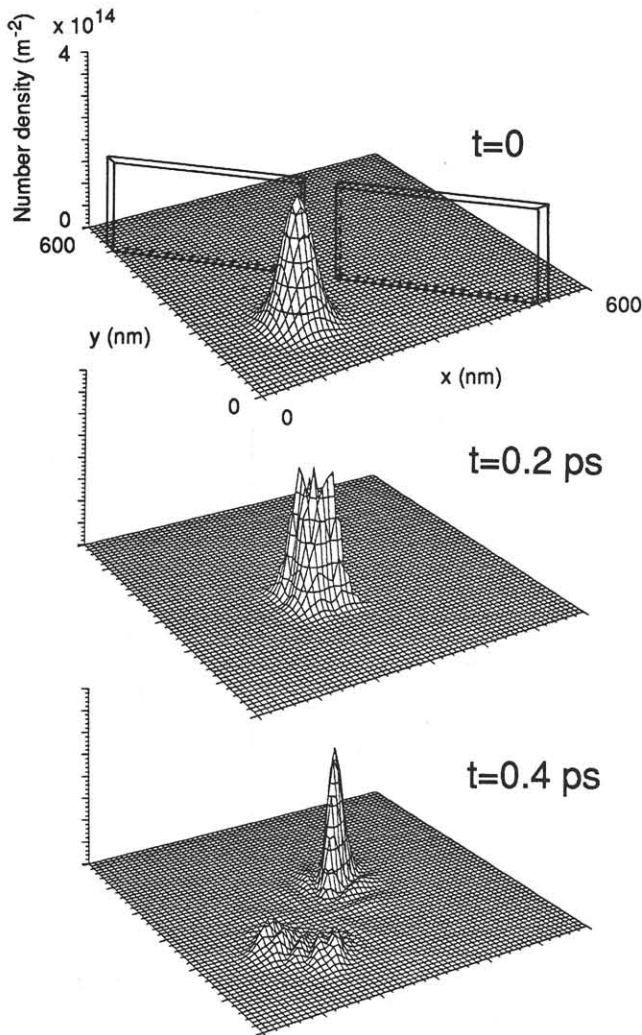 x 10^14
4
Number density (m^-2)
0
600
t=0
600
y (nm)
x (nm)
0 0
t=0.2 ps
t=0.4 ps